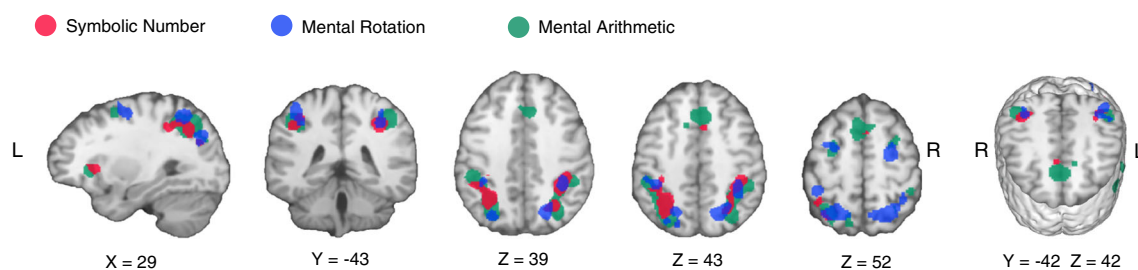 Symbolic Number
Mental Rotation
Mental Arithmetic
L
R
R
L
X = 29
Y = -43
Z = 39
Z = 43
Z = 52
Y = -42 Z = 42